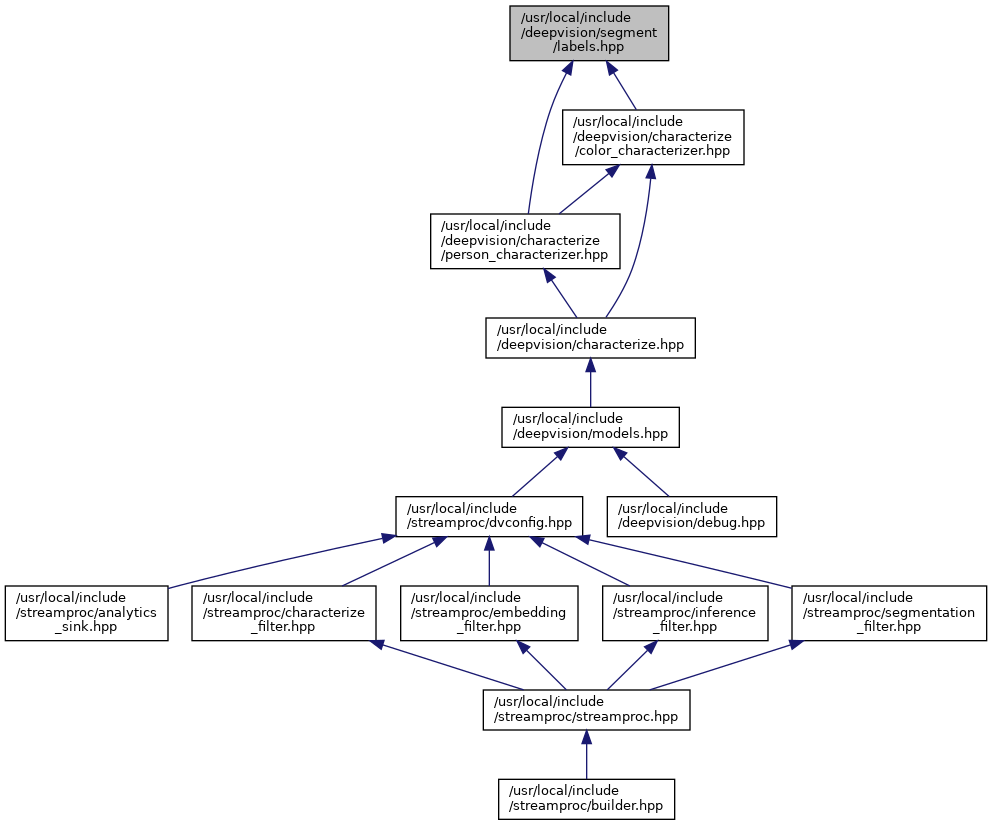 /usr/local/include
/deepvision/segment
/labels.hpp
/usr/local/include
/deepvision/characterize
/color_characterizer.hpp
/usr/local/include
/deepvision/characterize
/person_characterizer.hpp
/usr/local/include
/deepvision/characterize.hpp
/usr/local/include
/deepvision/models.hpp
/usr/local/include
/streamproc/dvconfig.hpp
/usr/local/include
/deepvision/debug.hpp
/usr/local/include
/streamproc/analytics
_sink.hpp
/usr/local/include
/streamproc/characterize
_filter.hpp
/usr/local/include
/streamproc/embedding
_filter.hpp
/usr/local/include
/streamproc/inference
_filter.hpp
/usr/local/include
/streamproc/segmentation
_filter.hpp
/usr/local/include
/streamproc/streamproc.hpp
/usr/local/include
/streamproc/builder.hpp